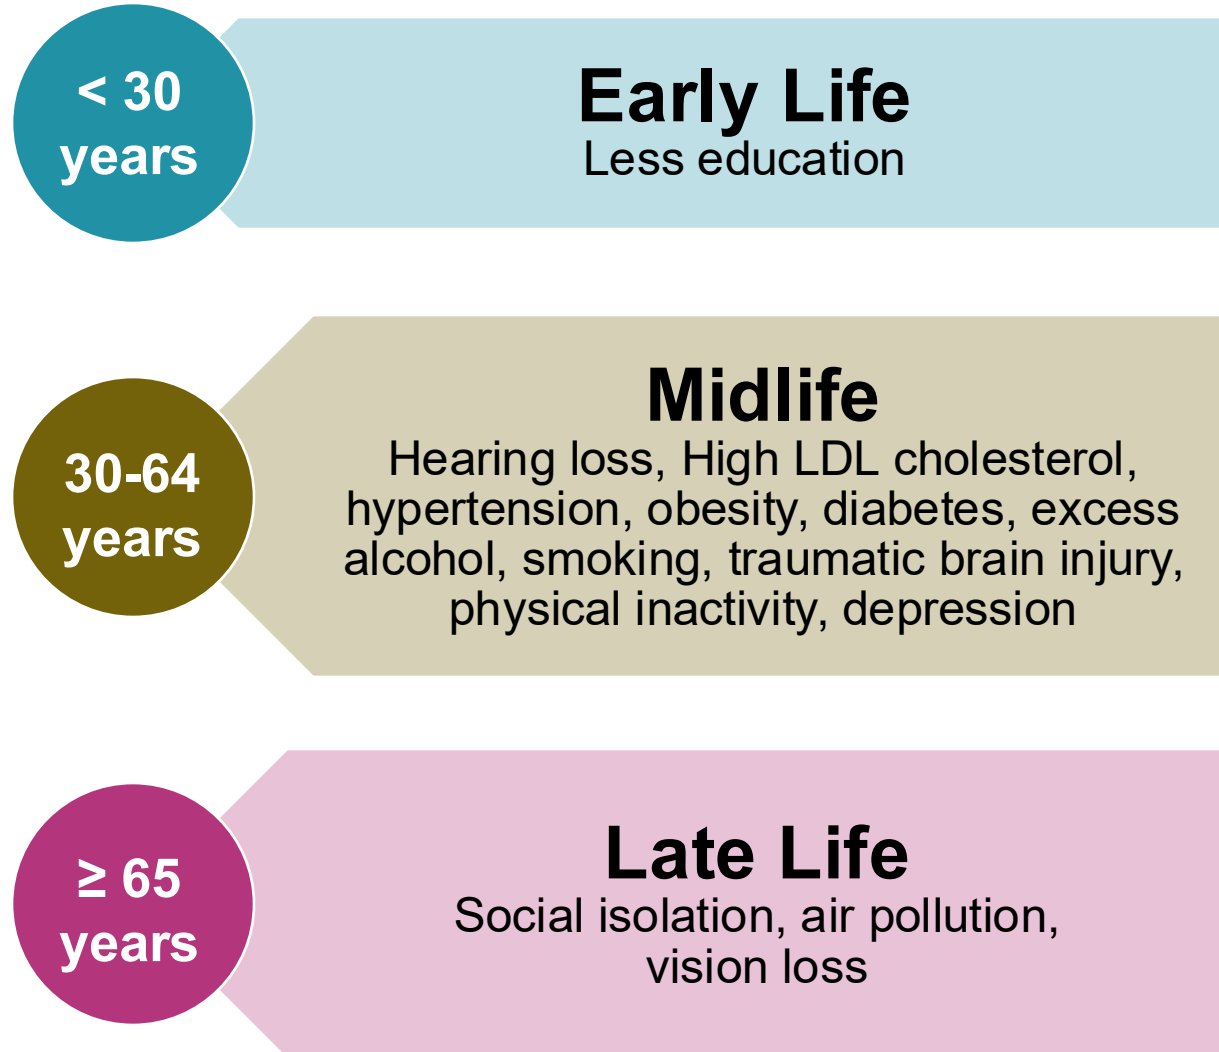 < 30
years
Early Life
Less education
30-64
years
Midlife
Hearing loss, High LDL cholesterol,
hypertension, obesity, diabetes, excess
alcohol, smoking, traumatic brain injury,
physical inactivity, depression
≥ 65
years
Late Life
Social isolation, air pollution,
vision loss